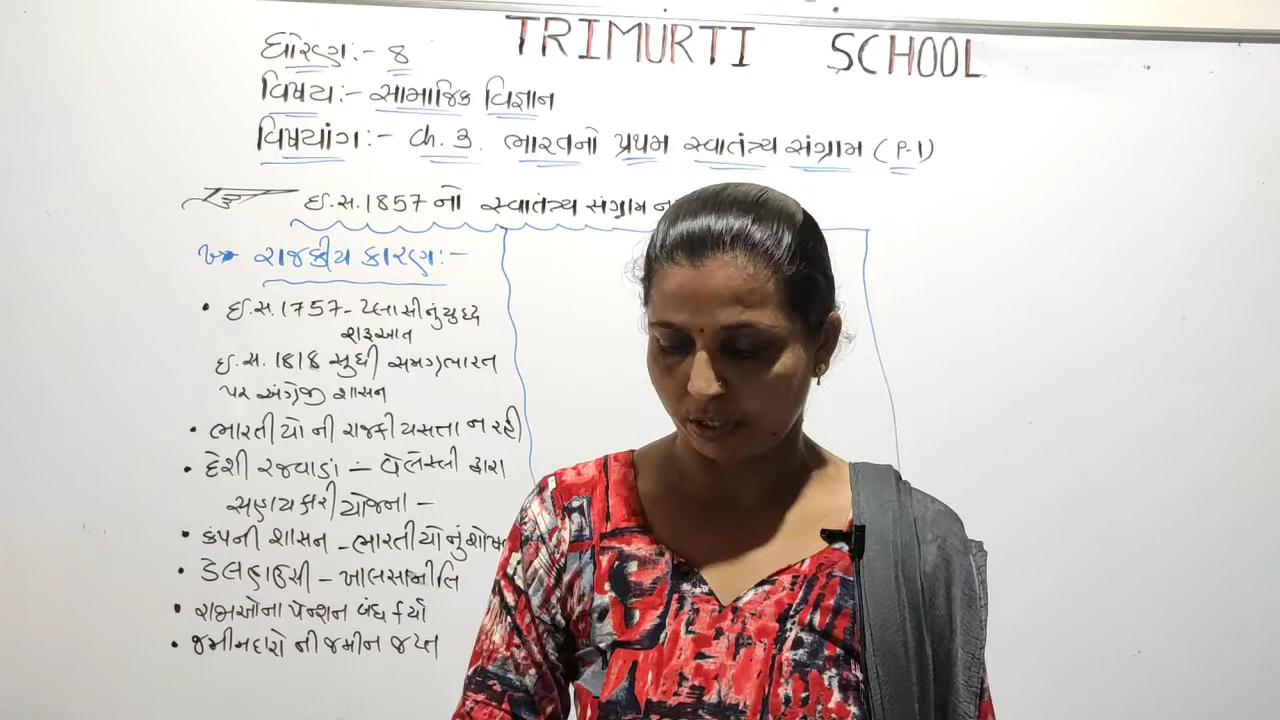 TRIMURTI SCHOOL
ધોરણ:- 8
વિષય:- સામાજિક વિજ્ઞાન
વિષયાંગ:- Ch. 3. ભારતનો પ્રથમ સ્વાતંત્ર્ય સંગ્રામ (P-1)
ઈ.સ. 1857 નો સ્વાતંત્ર્ય સંગ્રામ
રાજકીય કારણ:-
• ઈ.સ. 1757 - પ્લાસીનું યુદ્ધ
શરૂઆત
ઈ.સ. 1818 સુધી સમગ્ર ભારત
પર અંગ્રેજી શાસન
• ભારતીયોની રાજકીય સત્તા ન રહી
• દેશી રજવાડાં - વેલેસ્લી દ્વારા
સહાયકારી યોજના -
• કંપની શાસન - ભારતીયોનું
• ડેલહાઉસી - ખાલસાનીતિ
• રાજાઓના પેન્શન બંધ કર્યા
• જમીનદારોની જમીન જપ્ત